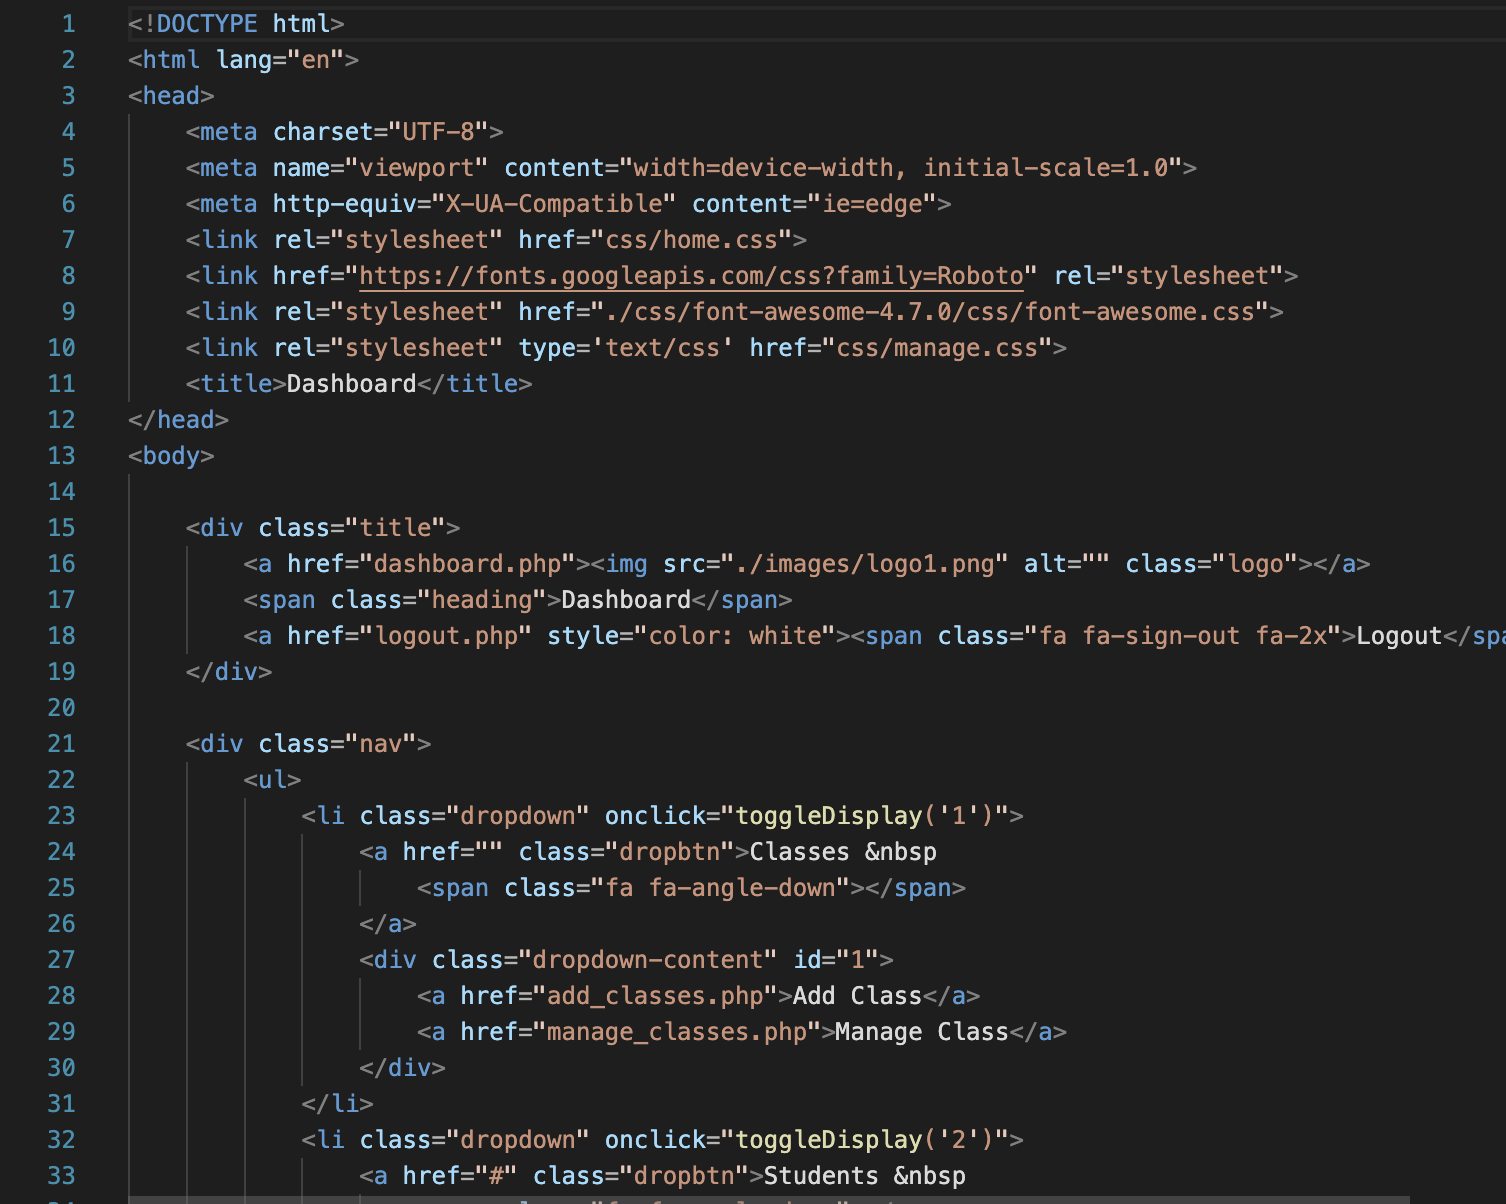 1 <!DOCTYPE html>
2 <html lang="en">
3 <head>
4 <meta charset="UTF-8">
5 <meta name="viewport" content="width=device-width, initial-scale=1.0">
6 <meta http-equiv="X-UA-Compatible" content="ie=edge">
7 <link rel="stylesheet" href="css/home.css">
8 <link href="https://fonts.googleapis.com/css?family=Roboto" rel="stylesheet">
9 <link rel="stylesheet" href="./css/font-awesome-4.7.0/css/font-awesome.css">
10 <link rel="stylesheet" type='text/css' href="css/manage.css">
11 <title>Dashboard</title>
12 </head>
13 <body>
14
15 <div class="title">
16 <a href="dashboard.php"><img src="./images/logo1.png" alt="" class="logo"></a>
17 <span class="heading">Dashboard</span>
18 <a href="logout.php" style="color: white"><span class="fa fa-sign-out fa-2x">Logout</spa
19 </div>
20
21 <div class="nav">
22 <ul>
23 <li class="dropdown" onclick="toggleDisplay('1')">
24 <a href="" class="dropbtn">Classes &nbsp
25 <span class="fa fa-angle-down"></span>
26 </a>
27 <div class="dropdown-content" id="1">
28 <a href="add_classes.php">Add Class</a>
29 <a href="manage_classes.php">Manage Class</a>
30 </div>
31 </li>
32 <li class="dropdown" onclick="toggleDisplay('2')">
33 <a href="#" class="dropbtn">Students &nbsp